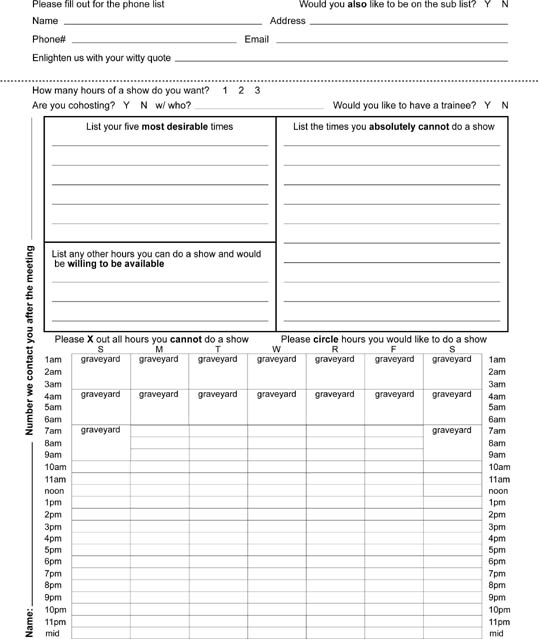 Please fill out for the phone list Would you also like to be on the sub list? Y N
Name Address
Phone# Email
Enlighten us with your witty quote
How many hours of a show do you want? 1 2 3
Are you cohosting? Y N w/ who? Would you like to have a trainee? Y N
List your five most desirable times
List the times you absolutely cannot do a show
List any other hours you can do a show and would
be willing to be available
Number we contact you after the meeting
Name:
Please X out all hours you cannot do a show Please circle hours you would like to do a show
S M T W R F S
1am graveyard graveyard graveyard graveyard graveyard graveyard graveyard 1am
2am 2am
3am 3am
4am graveyard graveyard graveyard graveyard graveyard graveyard graveyard 4am
5am 5am
6am 6am
7am graveyard graveyard 7am
8am 8am
9am 9am
10am 10am
11am 11am
noon noon
1pm 1pm
2pm 2pm
3pm 3pm
4pm 4pm
5pm 5pm
6pm 6pm
7pm 7pm
8pm 8pm
9pm 9pm
10pm 10pm
11pm 11pm
mid mid